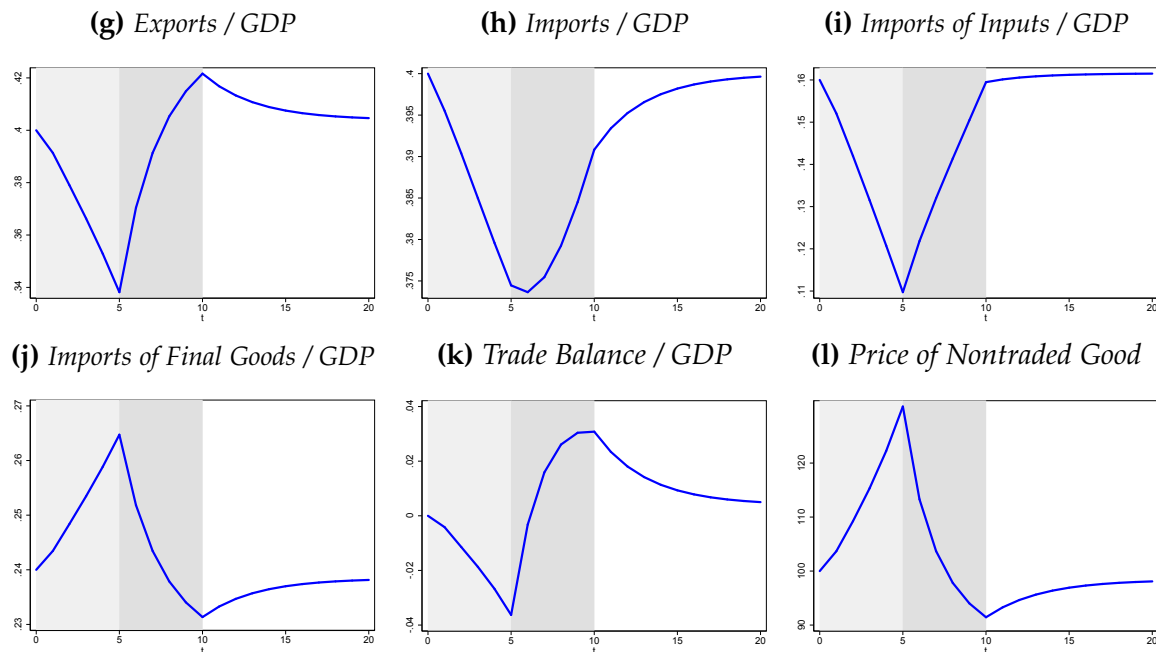 (g) Exports / GDP
(h) Imports / GDP
(i) Imports of Inputs / GDP
.42
.4
.38
.36
.34
0 5 10 15 20
t
.4
.395
.39
.385
.38
.375
0 5 10 15 20
t
.16
.15
.14
.13
.12
.11
0 5 10 15 20
t
(j) Imports of Final Goods / GDP
(k) Trade Balance / GDP
(l) Price of Nontraded Good
.27
.26
.25
.24
.23
0 5 10 15 20
t
.04
.02
0
-.02
-.04
0 5 10 15 20
t
120
110
100
90
0 5 10 15 20
t